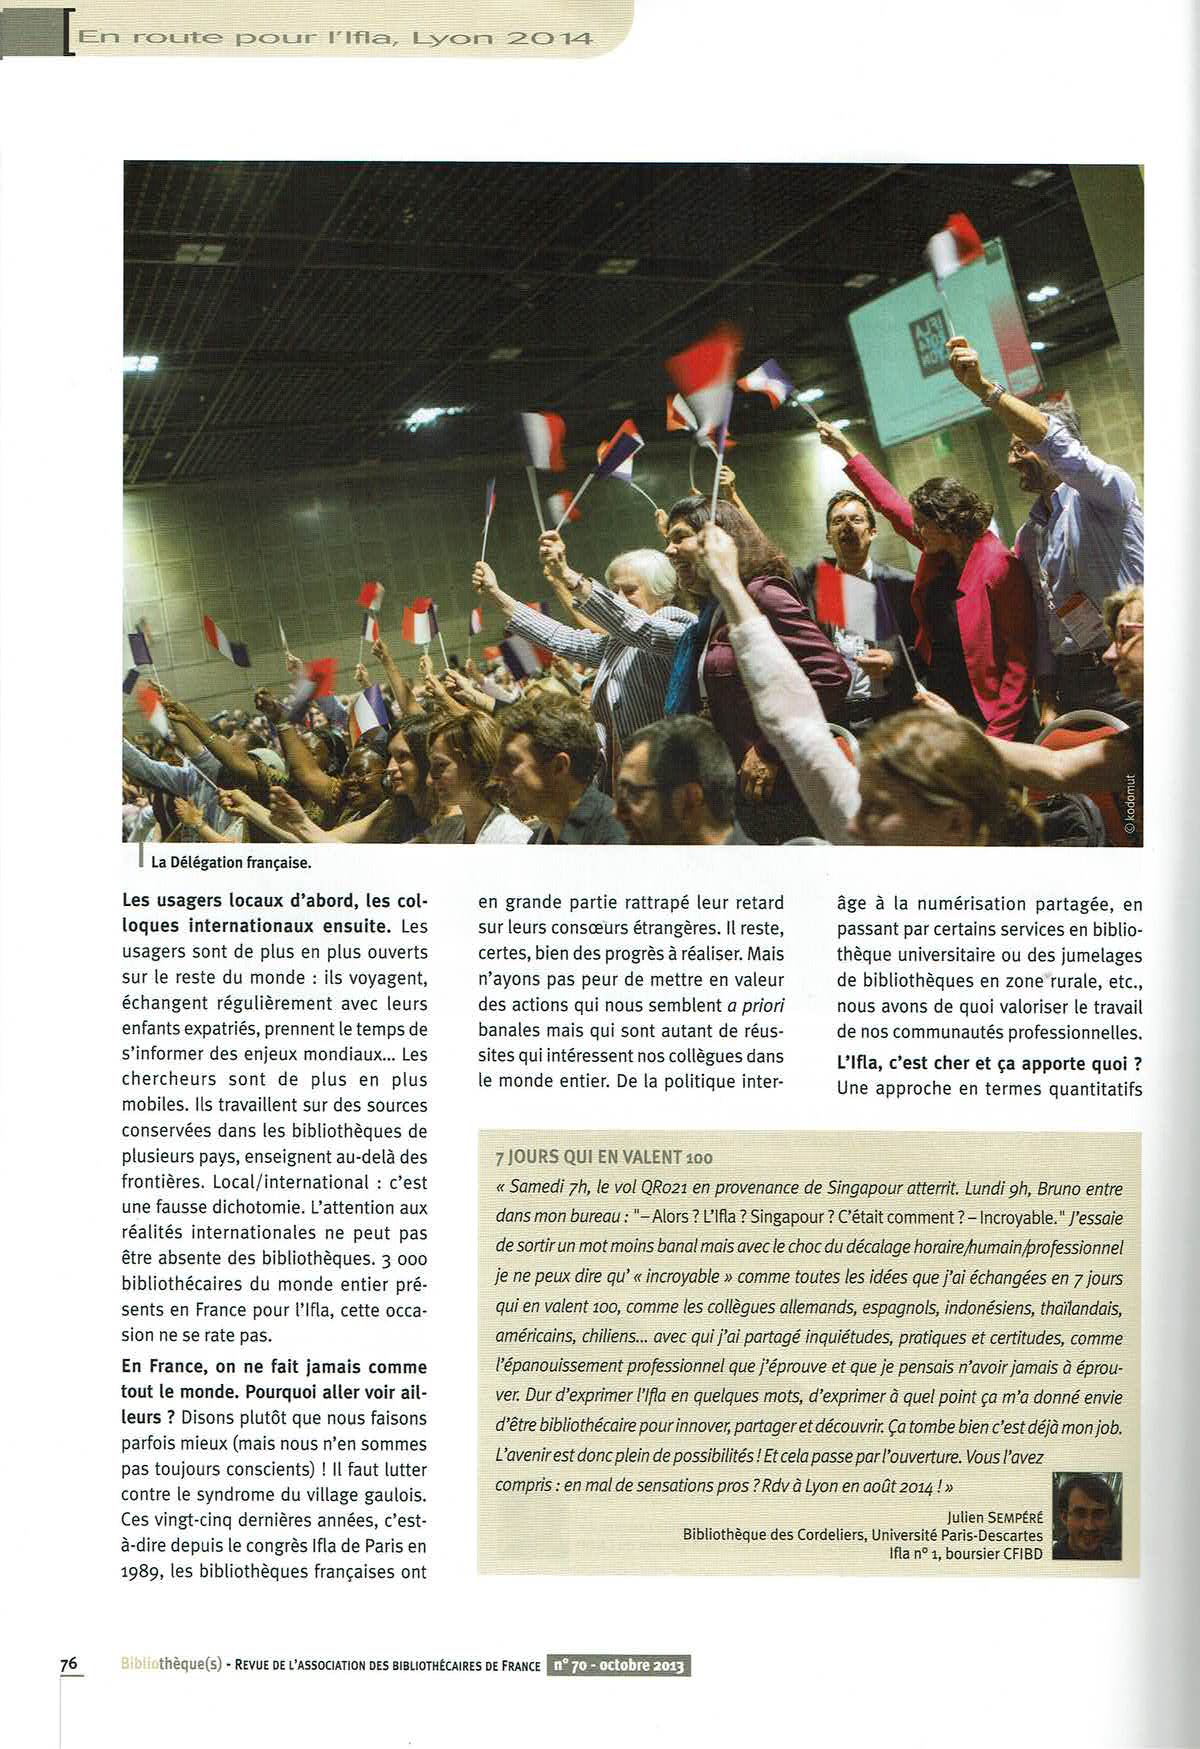 En route pour l'Ifla, Lyon 2014
IFLA
© kodomut
La Délégation française.
Les usagers locaux d'abord, les col-
loques internationaux ensuite. Les
usagers sont de plus en plus ouverts
sur le reste du monde : ils voyagent,
échangent régulièrement avec leurs
enfants expatriés, prennent le temps de
s'informer des enjeux mondiaux... Les
chercheurs sont de plus en plus
mobiles. Ils travaillent sur des sources
conservées dans les bibliothèques de
plusieurs pays, enseignent au-delà des
frontières. Local/international : c'est
une fausse dichotomie. L'attention aux
réalités internationales ne peut pas
être absente des bibliothèques. 3 000
bibliothécaires du monde entier pré-
sents en France pour l'Ifla, cette occa-
sion ne se rate pas.
En France, on ne fait jamais comme
tout le monde. Pourquoi aller voir ail-
leurs ? Disons plutôt que nous faisons
parfois mieux (mais nous n'en sommes
pas toujours conscients) ! Il faut lutter
contre le syndrome du village gaulois.
Ces vingt-cinq dernières années, c'est-
à-dire depuis le congrès Ifla de Paris en
1989, les bibliothèques françaises ont
en grande partie rattrapé leur retard
sur leurs consœurs étrangères. Il reste,
certes, bien des progrès à réaliser. Mais
n'ayons pas peur de mettre en valeur
des actions qui nous semblent a priori
banales mais qui sont autant de réus-
sites qui intéressent nos collègues dans
le monde entier. De la politique inter-
âge à la numérisation partagée, en
passant par certains services en biblio-
thèque universitaire ou des jumelages
de bibliothèques en zone rurale, etc.,
nous avons de quoi valoriser le travail
de nos communautés professionnelles.
L'Ifla, c'est cher et ça apporte quoi ?
Une approche en termes quantitatifs
7 JOURS QUI EN VALENT 100
« Samedi 7h, le vol QR021 en provenance de Singapour atterrit. Lundi 9h, Bruno entre
dans mon bureau : "– Alors ? L'Ifla ? Singapour ? C'était comment ? – Incroyable." J'essaie
de sortir un mot moins banal mais avec le choc du décalage horaire/humain/professionnel
je ne peux dire qu' « incroyable » comme toutes les idées que j'ai échangées en 7 jours
qui en valent 100, comme les collègues allemands, espagnols, indonésiens, thaïlandais,
américains, chiliens... avec qui j'ai partagé inquiétudes, pratiques et certitudes, comme
l'épanouissement professionnel que j'éprouve et que je pensais n'avoir jamais à éprou-
ver. Dur d'exprimer l'Ifla en quelques mots, d'exprimer à quel point ça m'a donné envie
d'être bibliothécaire pour innover, partager et découvrir. Ça tombe bien c'est déjà mon job.
L'avenir est donc plein de possibilités ! Et cela passe par l'ouverture. Vous l'avez
compris : en mal de sensations pros ? Rdv à Lyon en août 2014 ! »
Julien SEMPÉRÉ
Bibliothèque des Cordeliers, Université Paris-Descartes
Ifla n° 1, boursier CFIBD
76 Bibliothèque(s) - REVUE DE L'ASSOCIATION DES BIBLIOTHÉCAIRES DE FRANCE n° 70 - octobre 2013